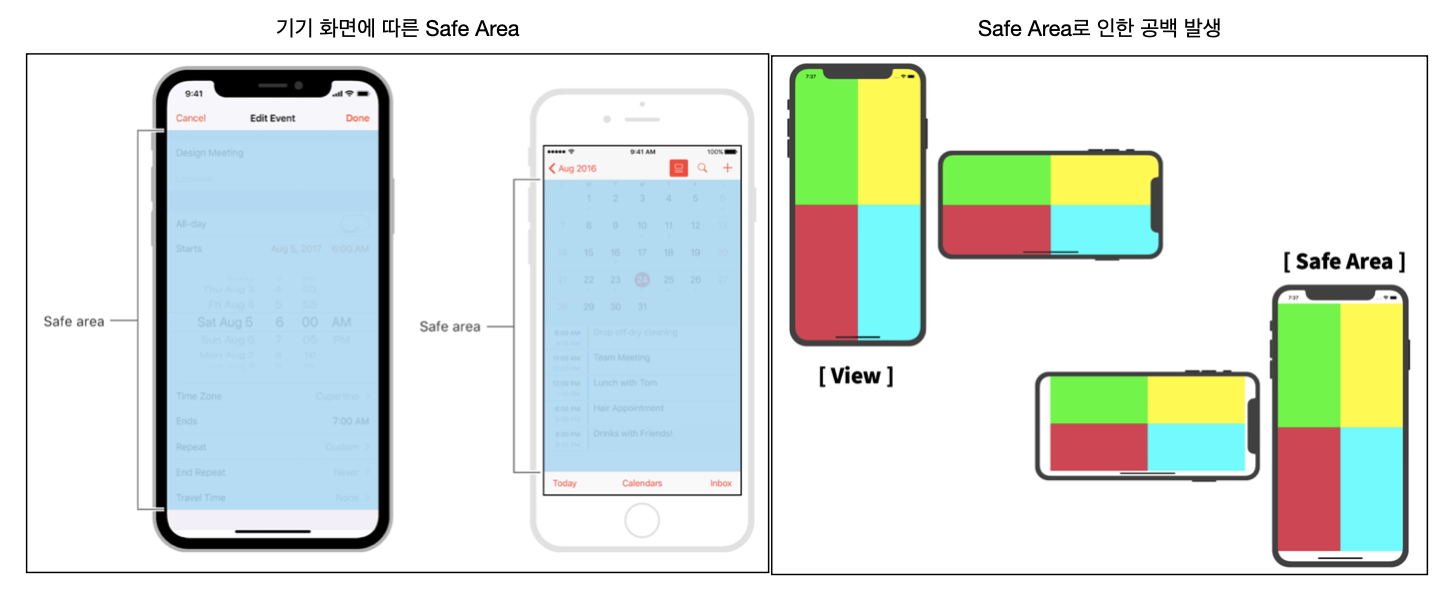 기기 화면에 따른 Safe Area
Safe Area로 인한 공백 발생
9:41
Cancel
Edit Event
Done
Design Meeting
Location
All-day
Starts
Aug 5, 2017
6:00 AM
Thu Aug 3
Fri Aug 4
5
55
Sat Aug 5
6
00
AM
Sun Aug 6
7
05
PM
Mon Aug 7
8
10
Time Zone
Cupertino
Ends
7:00 AM
Repeat
Custom
End Repeat
Never
Travel Time
None
Safe area
9:41 AM
100%
Aug 2016
1 2 3 4 5 6
7 8 9 10 11 12 13
14 15 16 17 18 19 20
21 22 23 24 25 26 27
28 29 30 31
Drop off dry cleaning
Team Meeting
Lunch with Tom
Hair Appointment
Drinks with Friends!
Safe area
Today
Calendars
Inbox
7:37
[ View ]
[ Safe Area ]
7:37